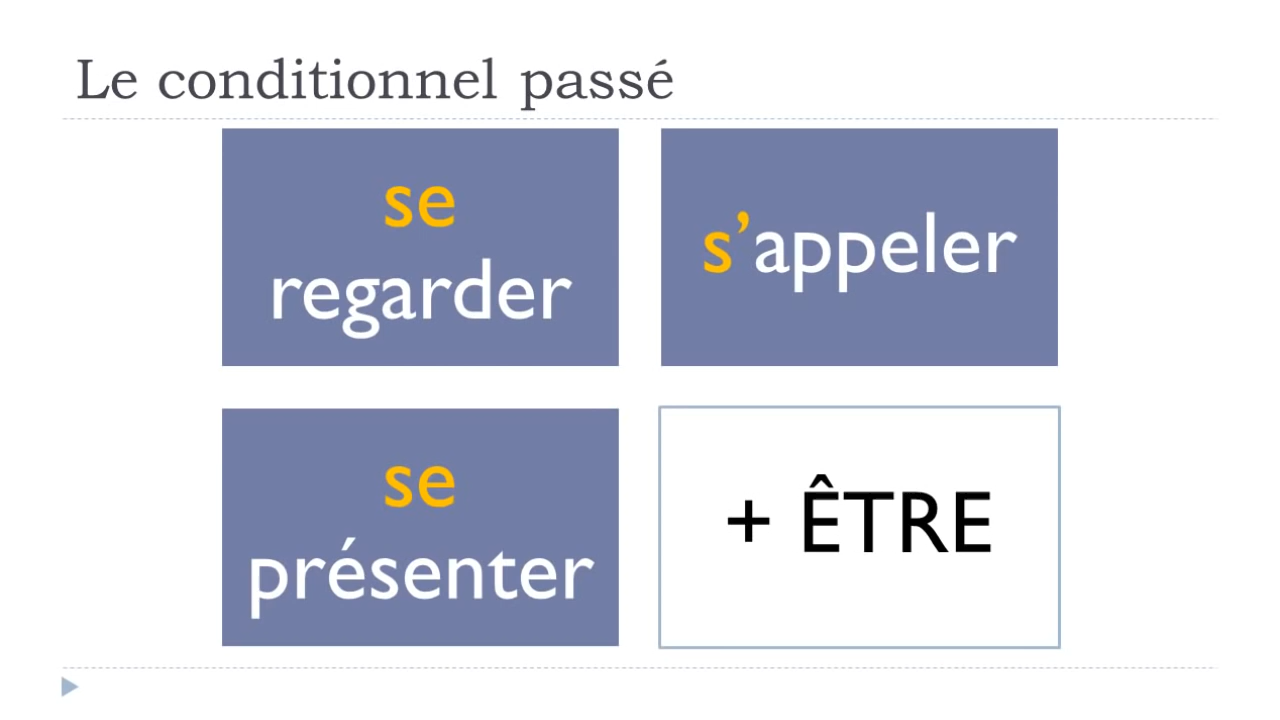 Le conditionnel passé
se
regarder
s’appeler
se
présenter
+ ÊTRE